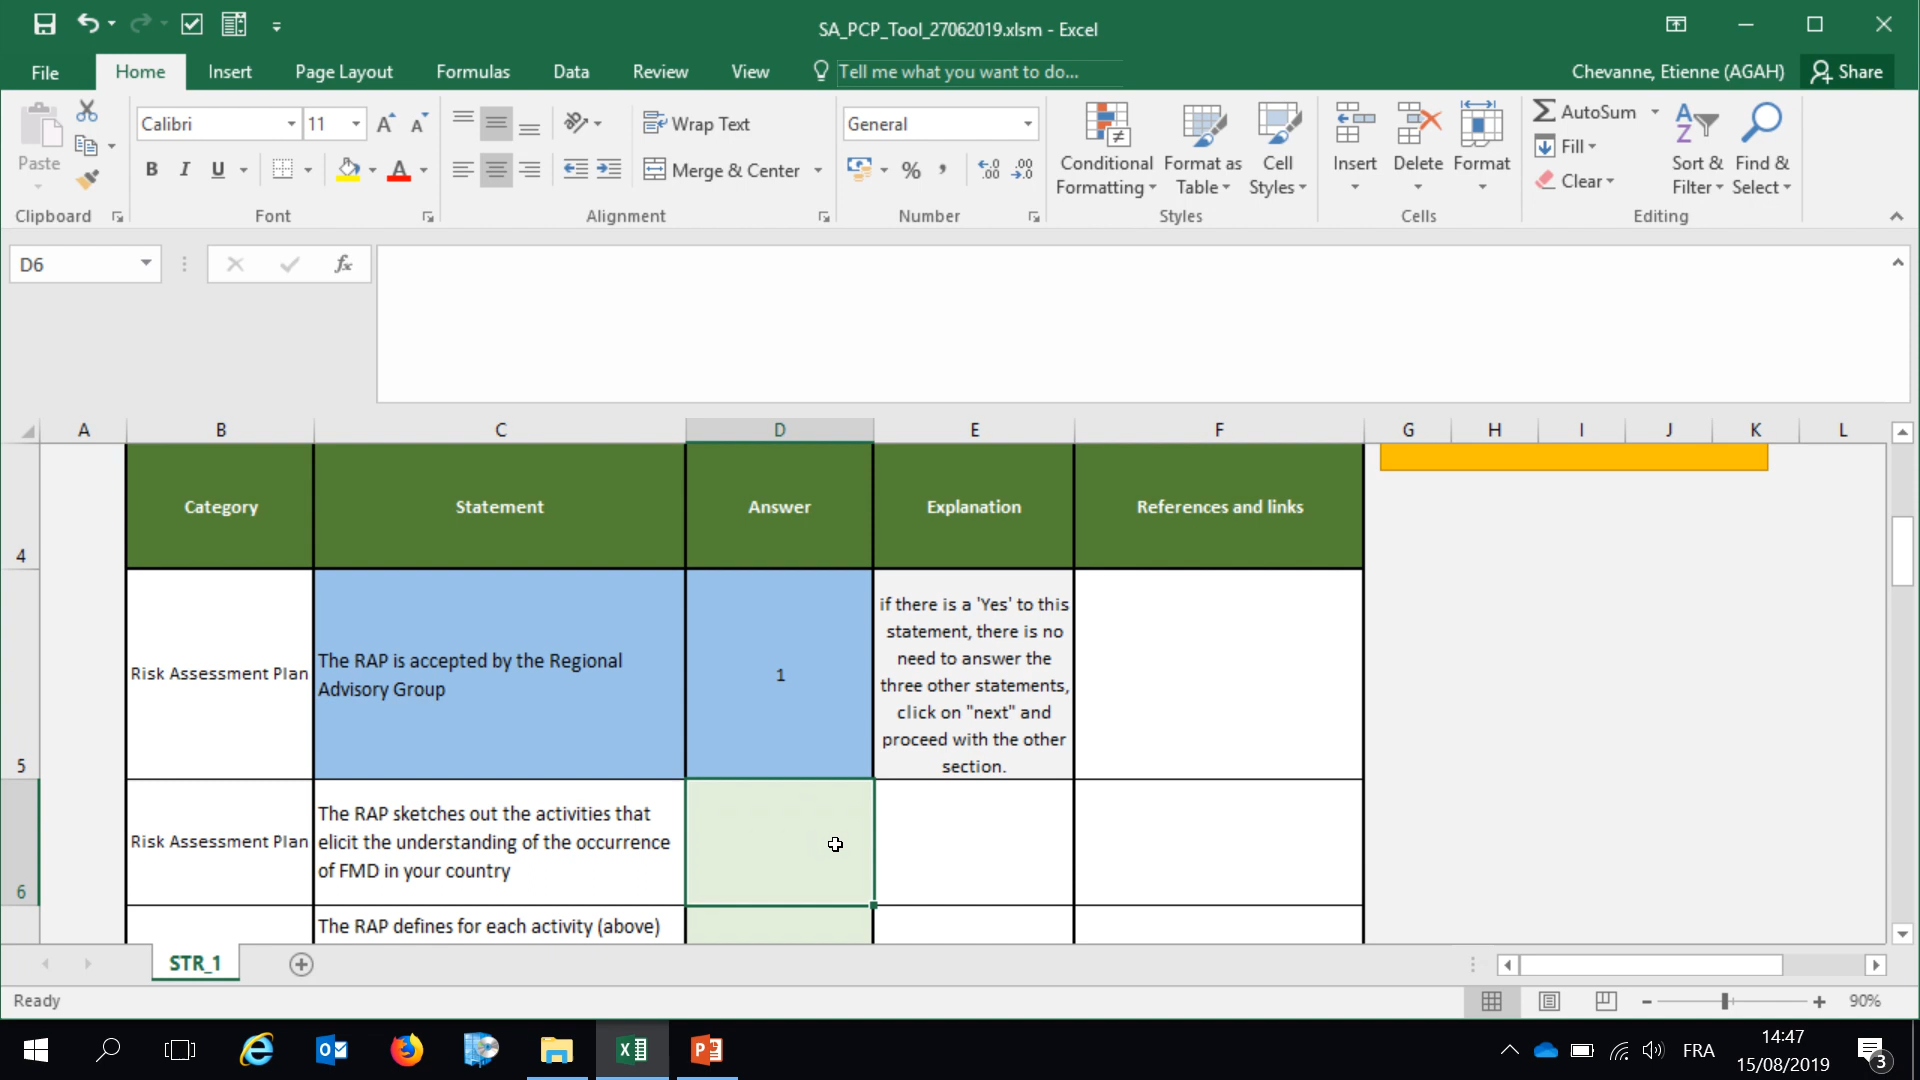 SA_PCP_Tool_27062019.xlsm - Excel
File Home Insert Page Layout Formulas Data Review View Tell me what you want to do... Chevanne, Etienne (AGAH) Share
Calibri 11 A A Wrap Text General AutoSum
Paste Conditional Formatting Format as Table Cell Styles Insert Delete Format Fill Sort & Filter Find & Select
B I U A Merge & Center % , Clear
Clipboard Font Alignment Number Styles Cells Editing
D6 fx
A B C D E F G H I J K L
4 Category Statement Answer Explanation References and links
5 Risk Assessment Plan
The RAP is accepted by the Regional
Advisory Group
1
if there is a 'Yes' to this
statement, there is no
need to answer the
three other statements,
click on "next" and
proceed with the other
section.
6 Risk Assessment Plan
The RAP sketches out the activities that
elicit the understanding of the occurrence
of FMD in your country
The RAP defines for each activity (above)
STR_1
Ready 90%
FRA 14:47
15/08/2019 3